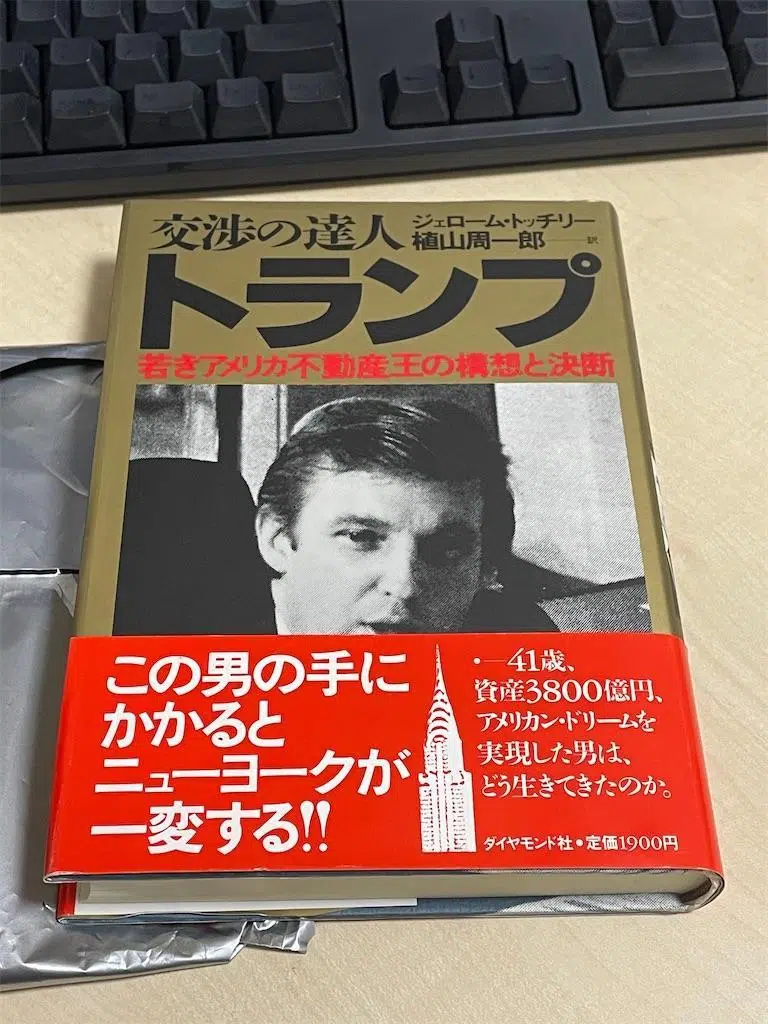 交渉の達人
ジェローム・トッチリー
植山周一郎――訳
トランプ
若きアメリカ不動産王の構想と決断
この男の手に
かかると
ニューヨークが
一変する!!
・―41歳、
資産3800億円、
アメリカン・ドリームを
実現した男は、
どう生きてきたのか。
ダイヤモンド社●定価1900円